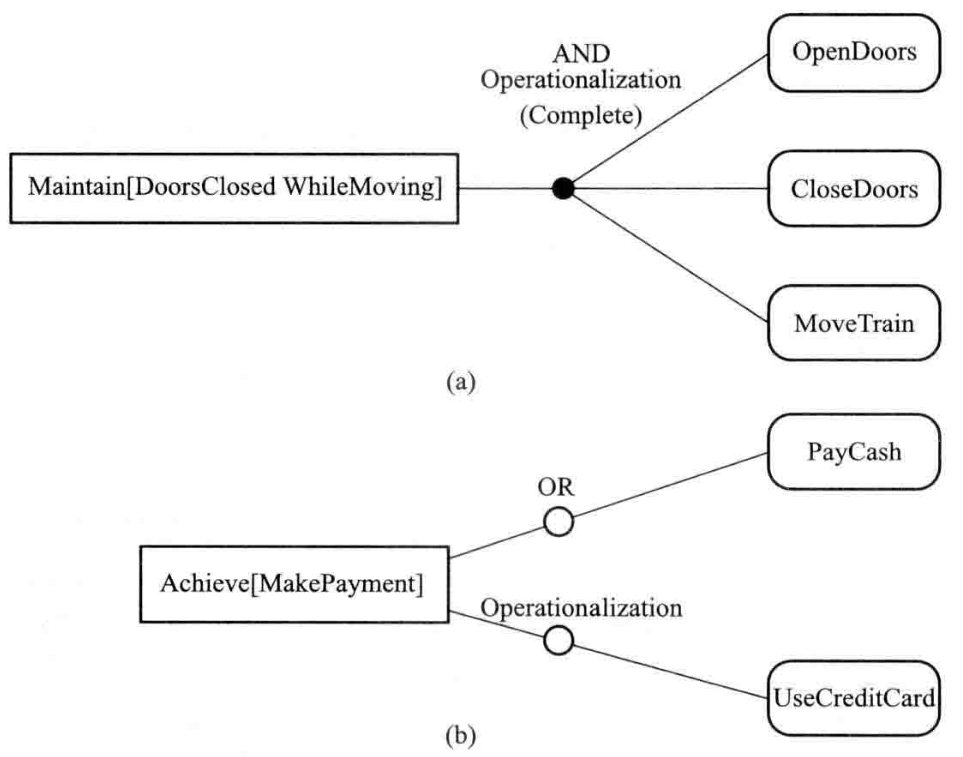 AND
Operationalization
(Complete)
OpenDoors
Maintain[DoorsClosed WhileMoving]
CloseDoors
MoveTrain
(a)
PayCash
OR
Achieve[MakePayment]
Operationalization
UseCreditCard
(b)